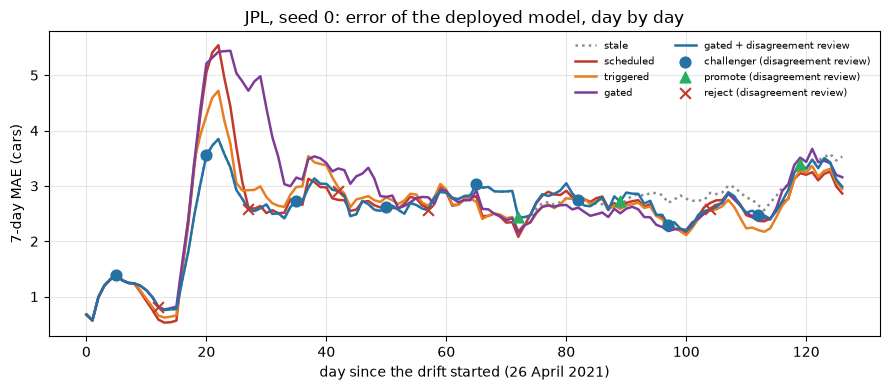 JPL, seed 0: error of the deployed model, day by day
7-day MAE (cars)
5
4
3
2
1
stale
scheduled
triggered
gated
gated + disagreement review
challenger (disagreement review)
promote (disagreement review)
reject (disagreement review)
0
20
40
60
80
100
120
day since the drift started (26 April 2021)